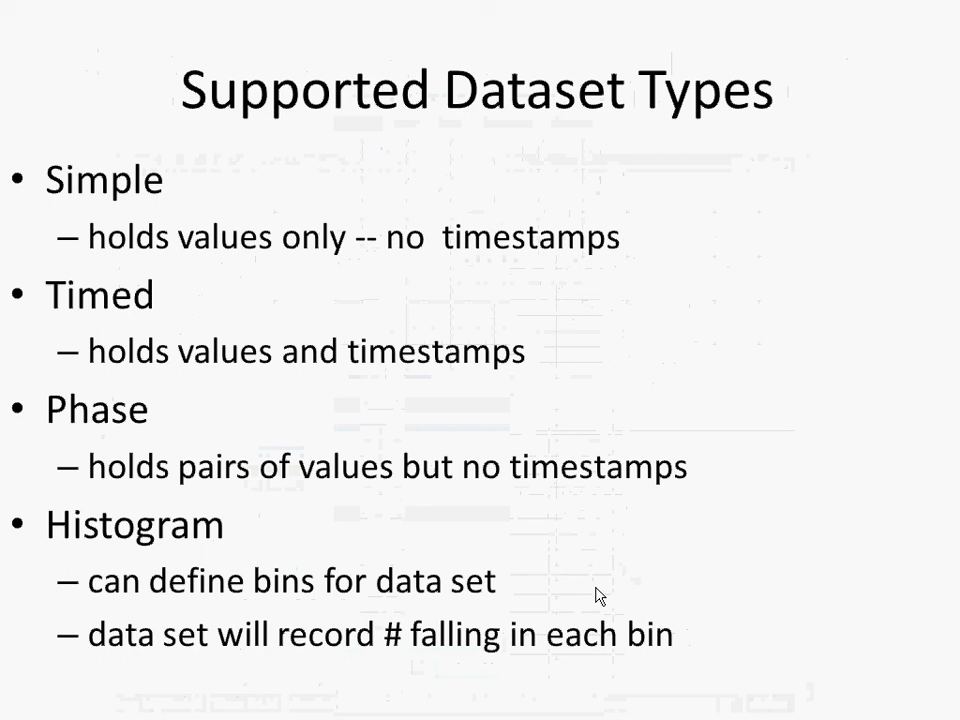 Supported Dataset Types
• Simple
– holds values only -- no  timestamps
• Timed
– holds values and timestamps
• Phase
– holds pairs of values but no timestamps
• Histogram
– can define bins for data set
– data set will record # falling in each bin